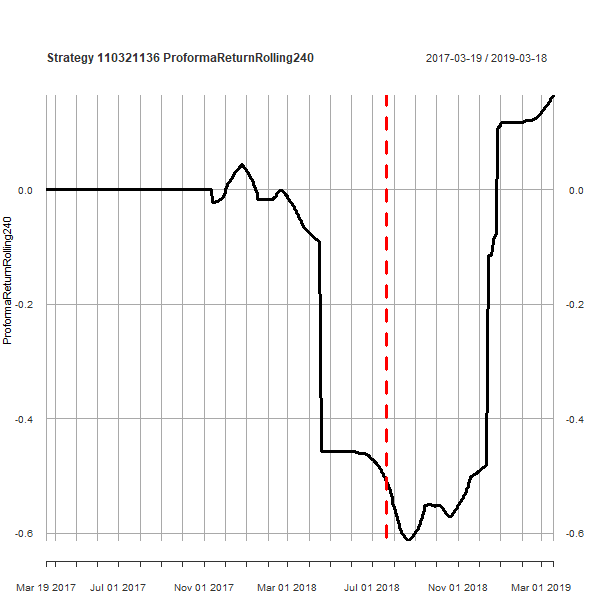 Strategy 110321136 ProformaReturnRolling240
2017-03-19 / 2019-03-18
ProformaReturnRolling240
0.0 0.0
-0.2 -0.2
-0.4 -0.4
-0.6 -0.6
Mar 19 2017 Jul 01 2017 Nov 01 2017 Mar 01 2018 Jul 01 2018 Nov 01 2018 Mar 01 2019